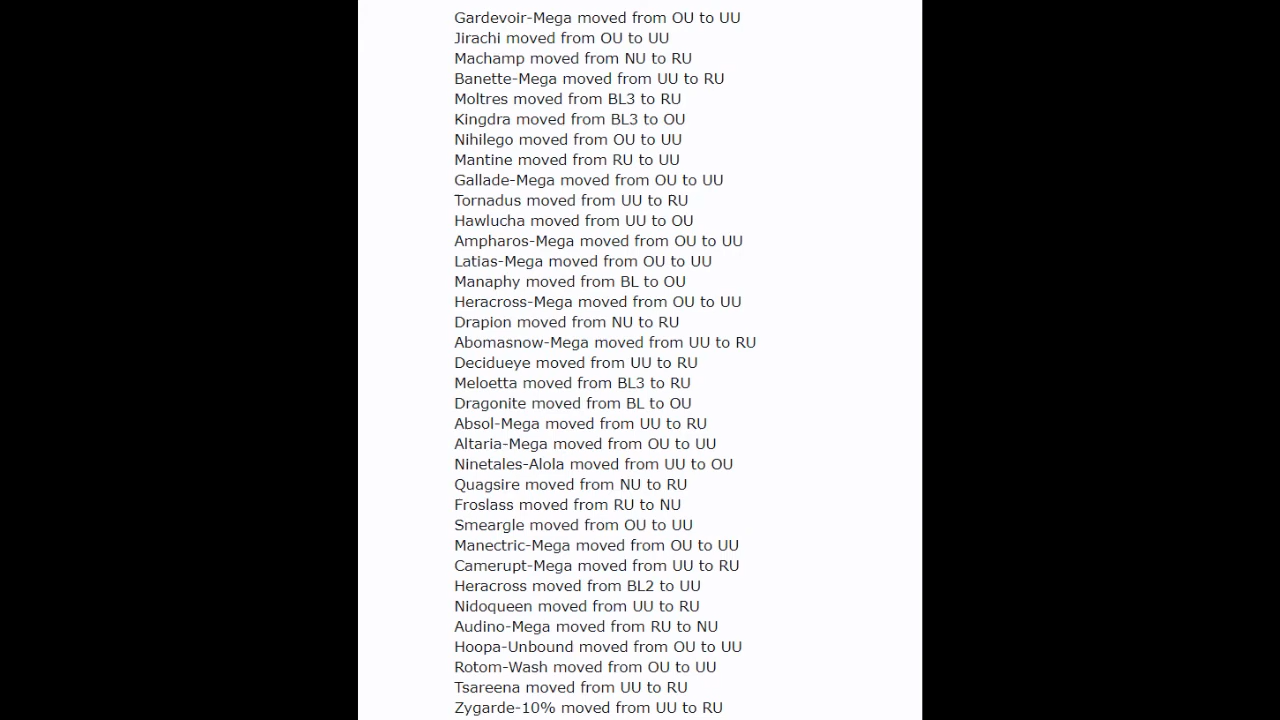 Gardevoir-Mega moved from OU to UU
Jirachi moved from OU to UU
Machamp moved from NU to RU
Banette-Mega moved from UU to RU
Moltres moved from BL3 to RU
Kingdra moved from BL3 to OU
Nihilego moved from OU to UU
Mantine moved from RU to UU
Gallade-Mega moved from OU to UU
Tornadus moved from UU to RU
Hawlucha moved from UU to OU
Ampharos-Mega moved from OU to UU
Latias-Mega moved from OU to UU
Manaphy moved from BL to OU
Heracross-Mega moved from OU to UU
Drapion moved from NU to RU
Abomasnow-Mega moved from UU to RU
Decidueye moved from UU to RU
Meloetta moved from BL3 to RU
Dragonite moved from BL to OU
Absol-Mega moved from UU to RU
Altaria-Mega moved from OU to UU
Ninetales-Alola moved from UU to OU
Quagsire moved from NU to RU
Froslass moved from RU to NU
Smeargle moved from OU to UU
Manectric-Mega moved from OU to UU
Camerupt-Mega moved from UU to RU
Heracross moved from BL2 to UU
Nidoqueen moved from UU to RU
Audino-Mega moved from RU to NU
Hoopa-Unbound moved from OU to UU
Rotom-Wash moved from OU to UU
Tsareena moved from UU to RU
Zygarde-10% moved from UU to RU